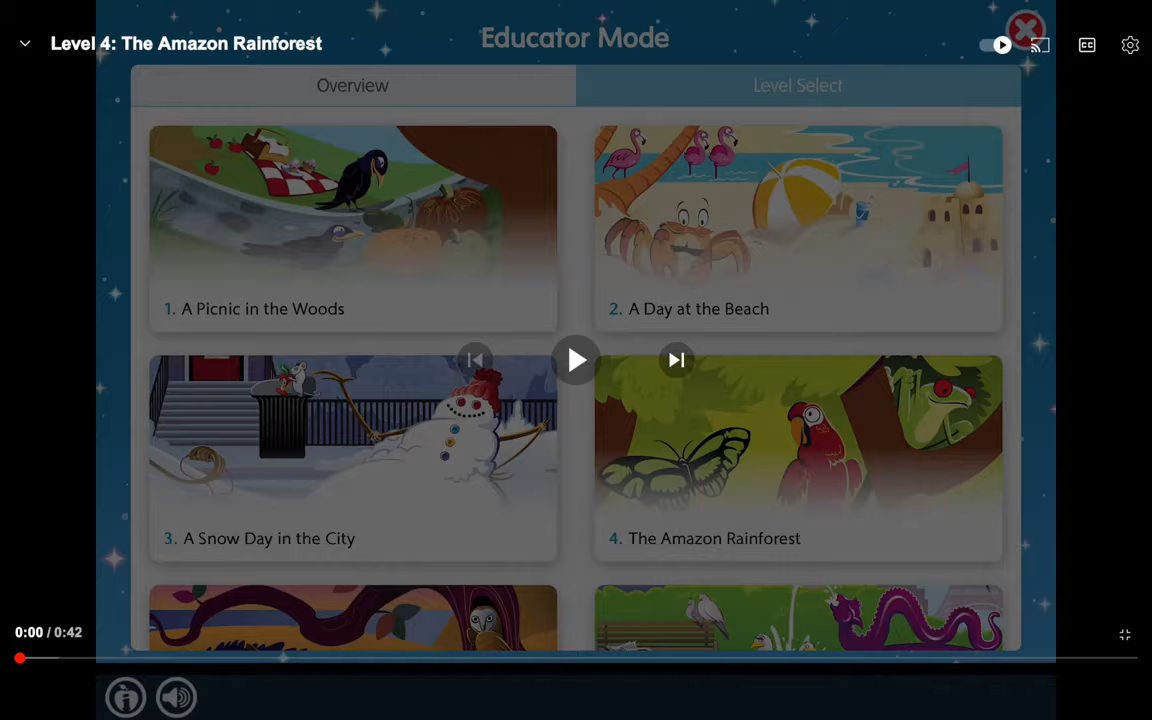 Level 4: The Amazon Rainforest
Educator Mode
CC
Overview
Level Select
1. A Picnic in the Woods
2. A Day at the Beach
3. A Snow Day in the City
4. The Amazon Rainforest
0:00 / 0:42